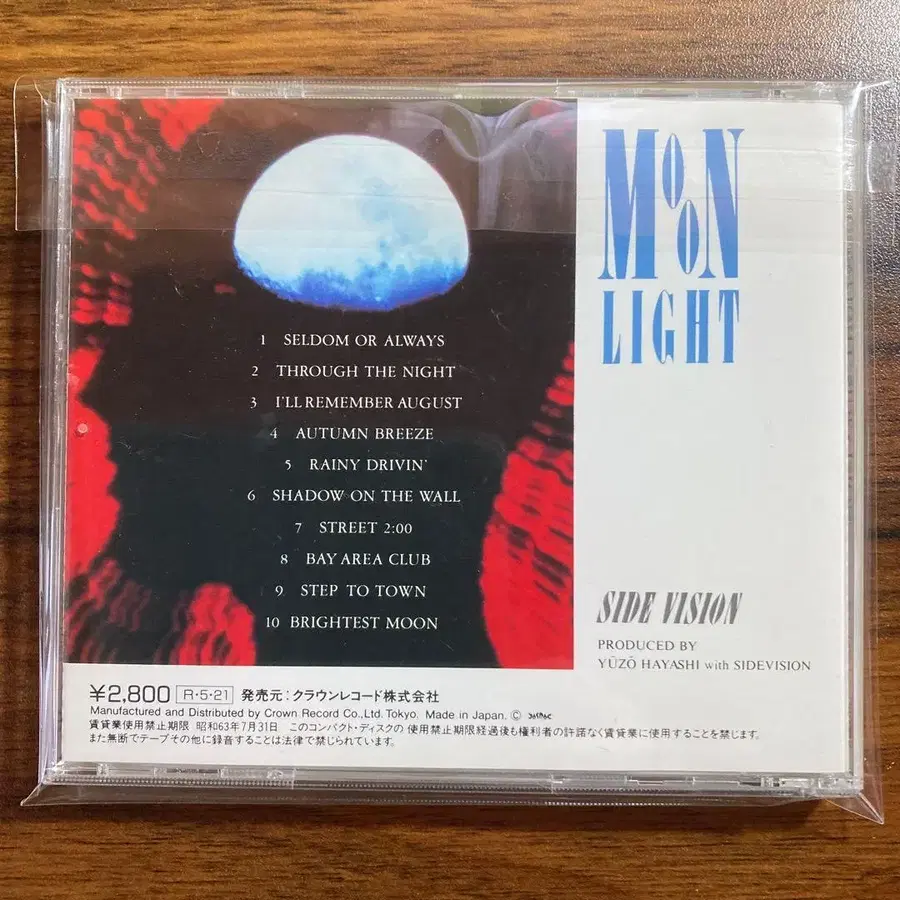 MOON
LIGHT
1 SELDOM OR ALWAYS
2 THROUGH THE NIGHT
3 I'LL REMEMBER AUGUST
4 AUTUMN BREEZE
5 RAINY DRIVIN'
6 SHADOW ON THE WALL
7 STREET 2:00
8 BAY AREA CLUB
9 STEP TO TOWN
10 BRIGHTEST MOON
SIDE VISION
PRODUCED BY
YŪZŌ HAYASHI with SIDEVISION
¥2,800 R・5・21 発売元：クラウンレコード株式会社
Manufactured and Distributed by Crown Record Co.,Ltd. Tokyo. Made in Japan. ©
賃貸業使用禁止期限 昭和63年7月31日 このコンパクト・ディスクの使用禁止期限経過後も権利者の許諾なく賃貸業に使用することを禁じます。
また無断でテープその他に録音することは法律で禁じられています。